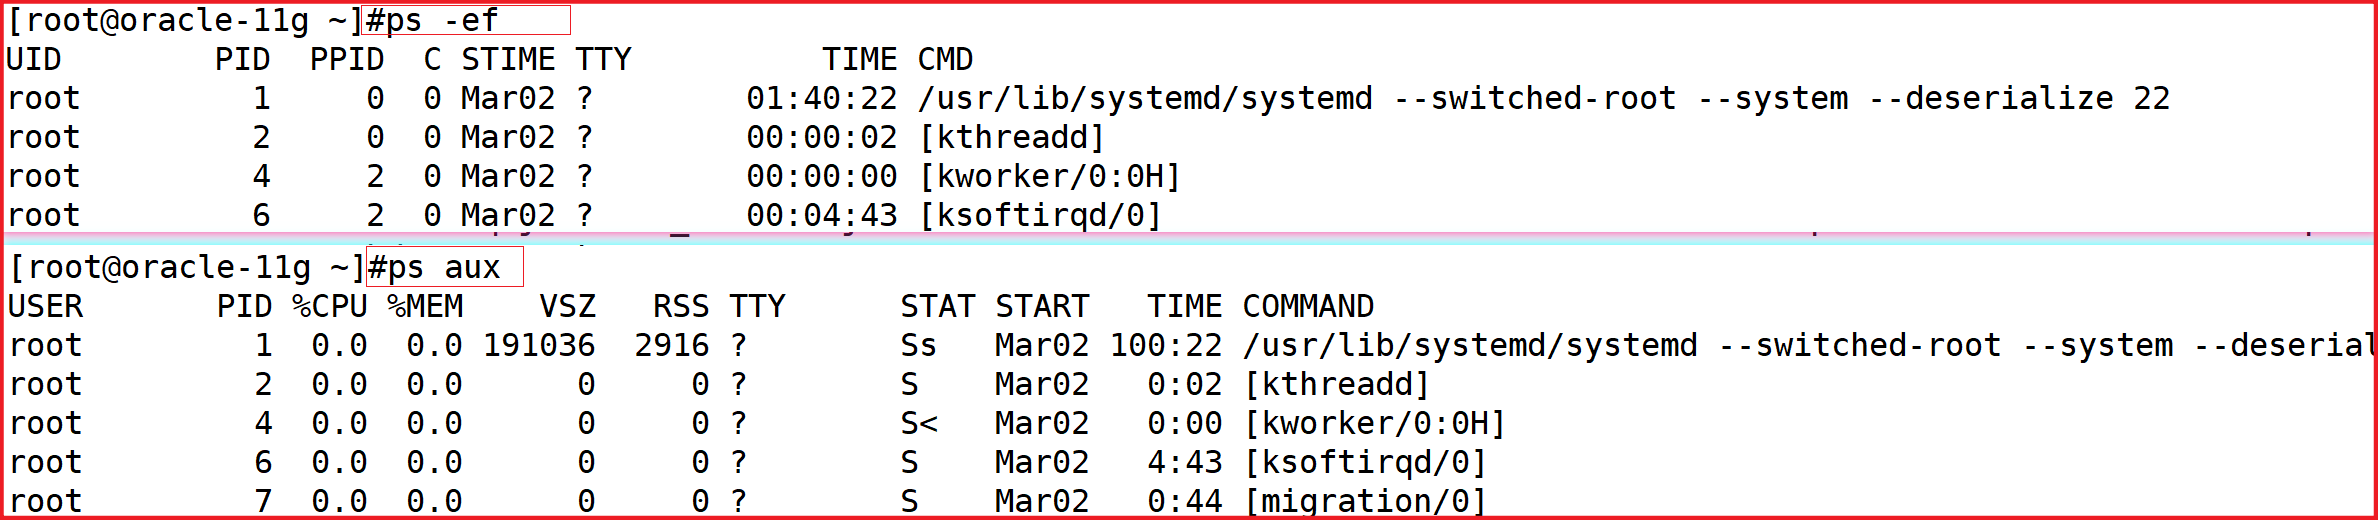 [root@oracle-11g ~]#ps -ef
UID        PID  PPID  C STIME TTY          TIME CMD
root         1     0  0 Mar02 ?        01:40:22 /usr/lib/systemd/systemd --switched-root --system --deserialize 22
root         2     0  0 Mar02 ?        00:00:02 [kthreadd]
root         4     2  0 Mar02 ?        00:00:00 [kworker/0:0H]
root         6     2  0 Mar02 ?        00:04:43 [ksoftirqd/0]
[root@oracle-11g ~]#ps aux
USER       PID %CPU %MEM    VSZ   RSS TTY      STAT START   TIME COMMAND
root         1  0.0  0.0 191036  2916 ?        Ss   Mar02 100:22 /usr/lib/systemd/systemd --switched-root --system --deserial
root         2  0.0  0.0      0     0 ?        S    Mar02   0:02 [kthreadd]
root         4  0.0  0.0      0     0 ?        S<   Mar02   0:00 [kworker/0:0H]
root         6  0.0  0.0      0     0 ?        S    Mar02   4:43 [ksoftirqd/0]
root         7  0.0  0.0      0     0 ?        S    Mar02   0:44 [migration/0]